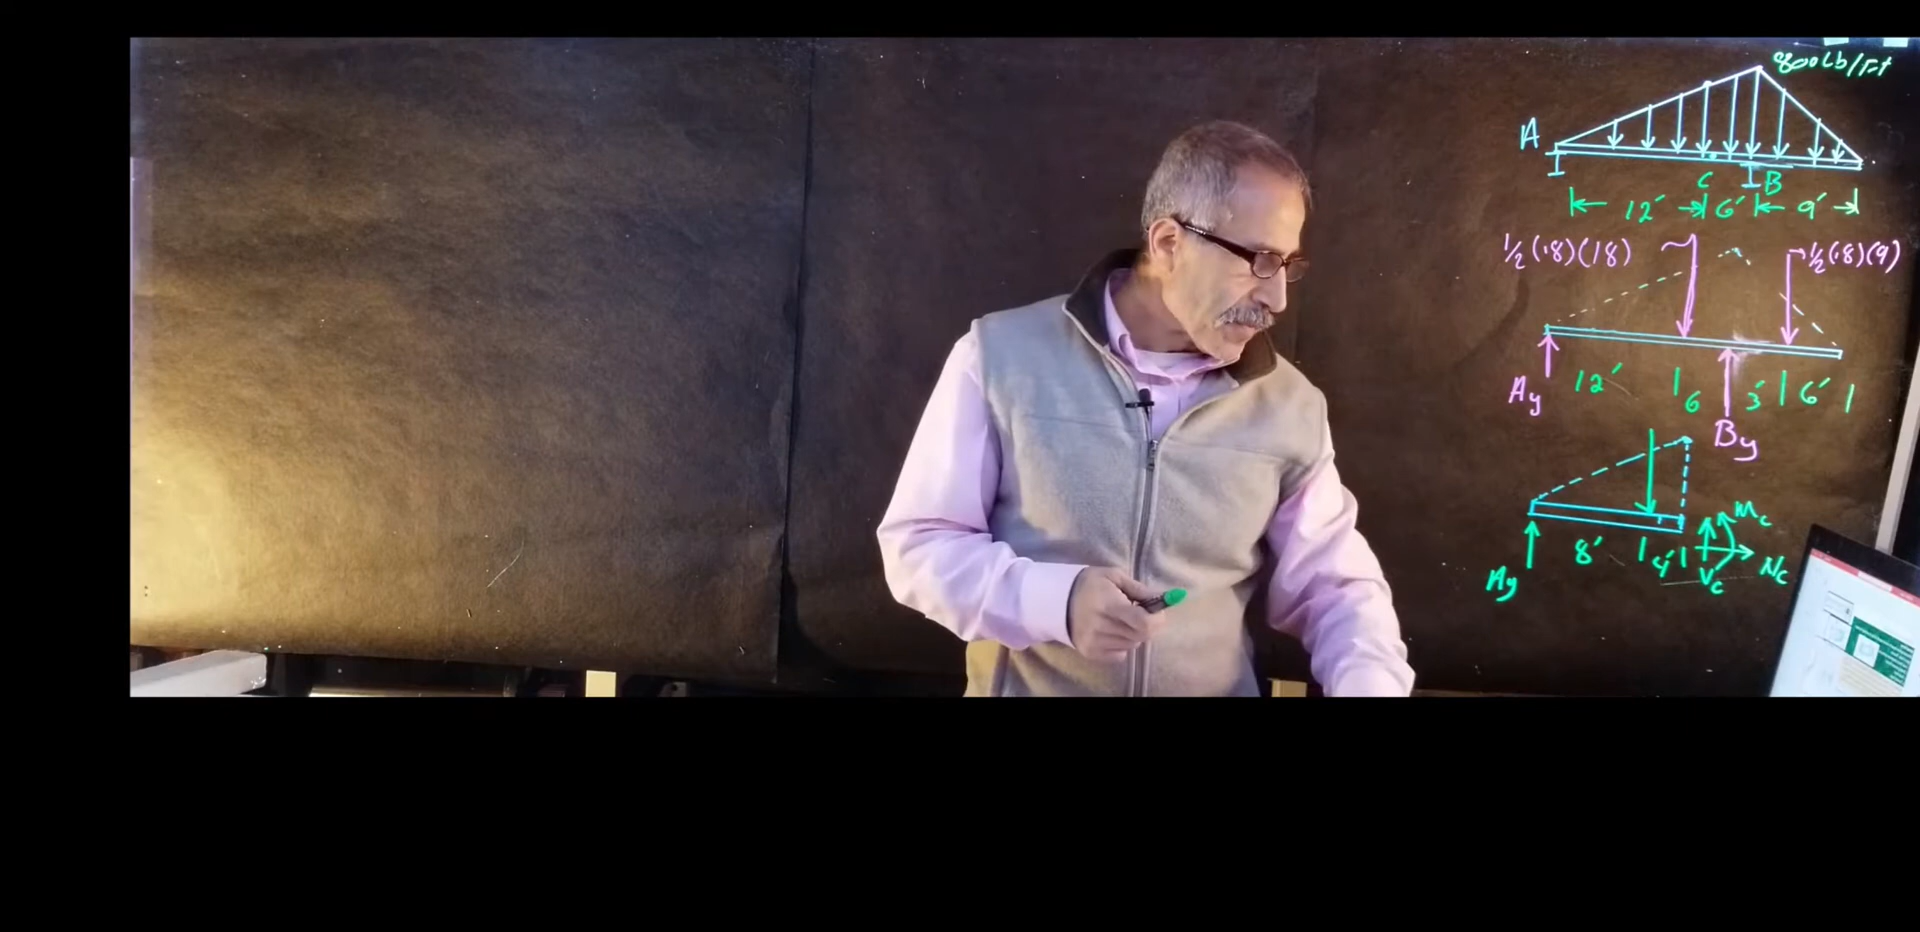 800 Lb/Ft
A
C
B
12′ 6′ 9′
½(.8)(18)
½(.8)(9)
Ay
12′ 6 3′ 6′
By
Mc
Ay
8′ 4′
Vc
Nc